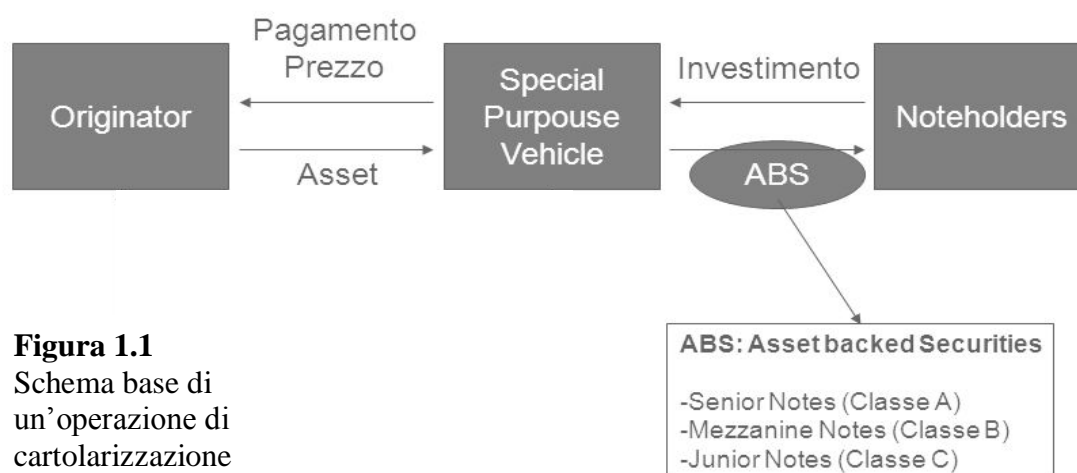 Pagamento
Prezzo
Originator
Asset
Special
Purpouse
Vehicle
Investimento
ABS
Noteholders
Figura 1.1
Schema base di
un’operazione di
cartolarizzazione
ABS: Asset backed Securities
-Senior Notes (Classe A)
-Mezzanine Notes (Classe B)
-Junior Notes (Classe C)